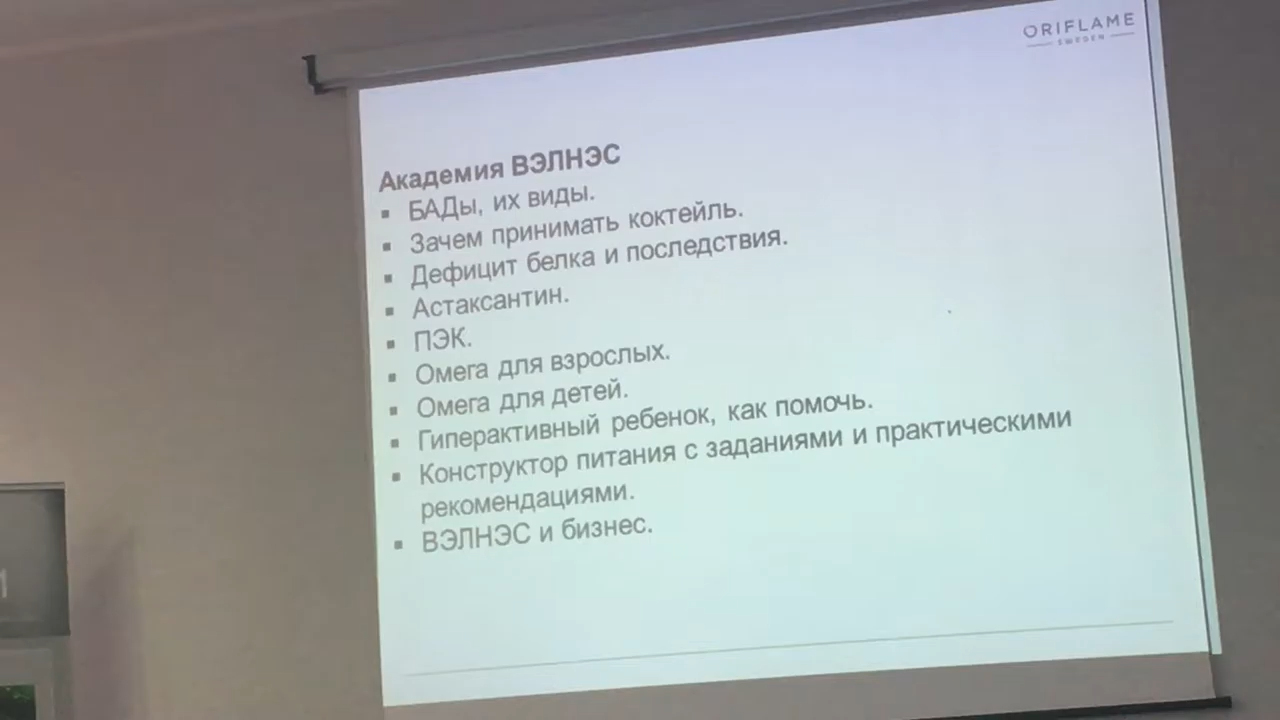 ORIFLAME
SWEDEN
Академия ВЭЛНЭС
▪ БАДы, их виды.
▪ Зачем принимать коктейль.
▪ Дефицит белка и последствия.
▪ Астаксантин.
▪ ПЭК.
▪ Омега для взрослых.
▪ Омега для детей.
▪ Гиперактивный ребенок, как помочь.
▪ Конструктор питания с заданиями и практическими
рекомендациями.
▪ ВЭЛНЭС и бизнес.